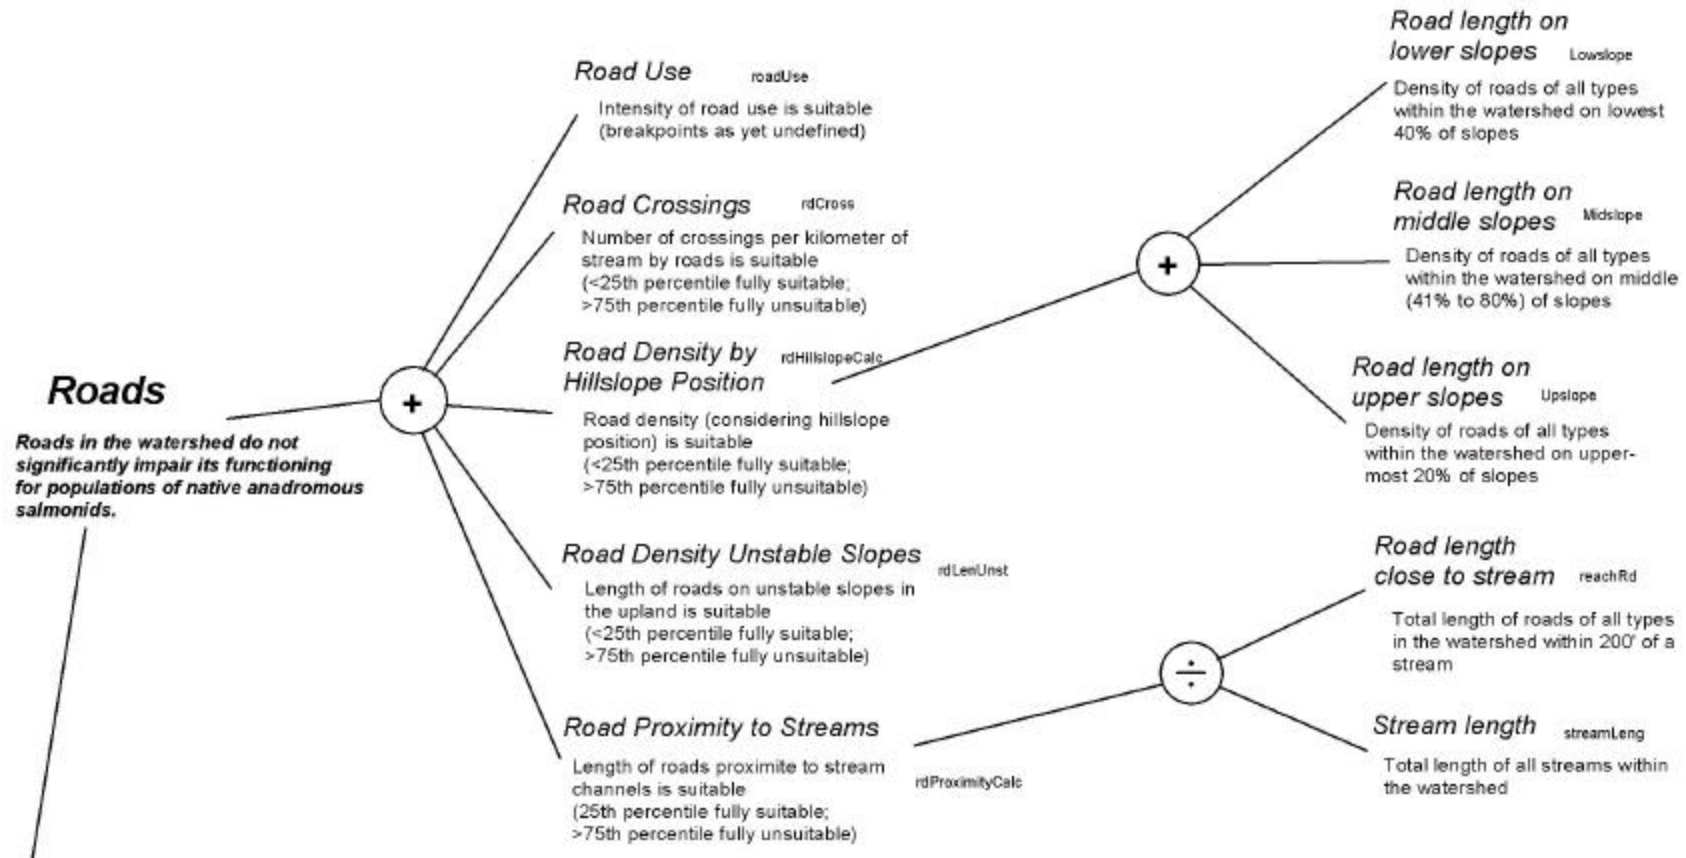 Roads
Roads in the watershed do not
significantly impair its functioning
for populations of native anadromous
salmonids.
+
Road Use roadUse
Intensity of road use is suitable
(breakpoints as yet undefined)
Road Crossings rdCross
Number of crossings per kilometer of
stream by roads is suitable
(<25th percentile fully suitable;
>75th percentile fully unsuitable)
Road Density by rdHillslopeCalc
Hillslope Position
Road density (considering hillslope
position) is suitable
(<25th percentile fully suitable;
>75th percentile fully unsuitable)
Road Density Unstable Slopes rdLenUnst
Length of roads on unstable slopes in
the upland is suitable
(<25th percentile fully suitable;
>75th percentile fully unsuitable)
Road Proximity to Streams
Length of roads proximite to stream
channels is suitable rdProximityCalc
(25th percentile fully suitable;
>75th percentile fully unsuitable)
+
Road length on
lower slopes Lowslope
Density of roads of all types
within the watershed on lowest
40% of slopes
Road length on
middle slopes Midslope
Density of roads of all types
within the watershed on middle
(41% to 80%) of slopes
Road length on
upper slopes Upslope
Density of roads of all types
within the watershed on upper-
most 20% of slopes
÷
Road length
close to stream reachRd
Total length of roads of all types
in the watershed within 200' of a
stream
Stream length streamLeng
Total length of all streams within
the watershed